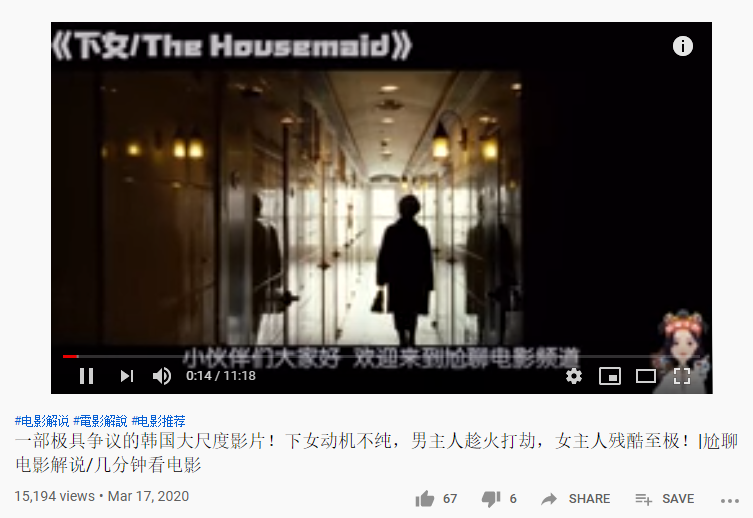 《下女/The Housemaid》
小伙伴们大家好 欢迎来到尬聊电影频道
0:14 / 11:18
#电影解说 #電影解說 #电影推荐
一部极具争议的韩国大尺度影片！下女动机不纯，男主人趁火打劫，女主人残酷至极！|尬聊
电影解说/几分钟看电影
15,194 views • Mar 17, 2020
67
6
SHARE
SAVE